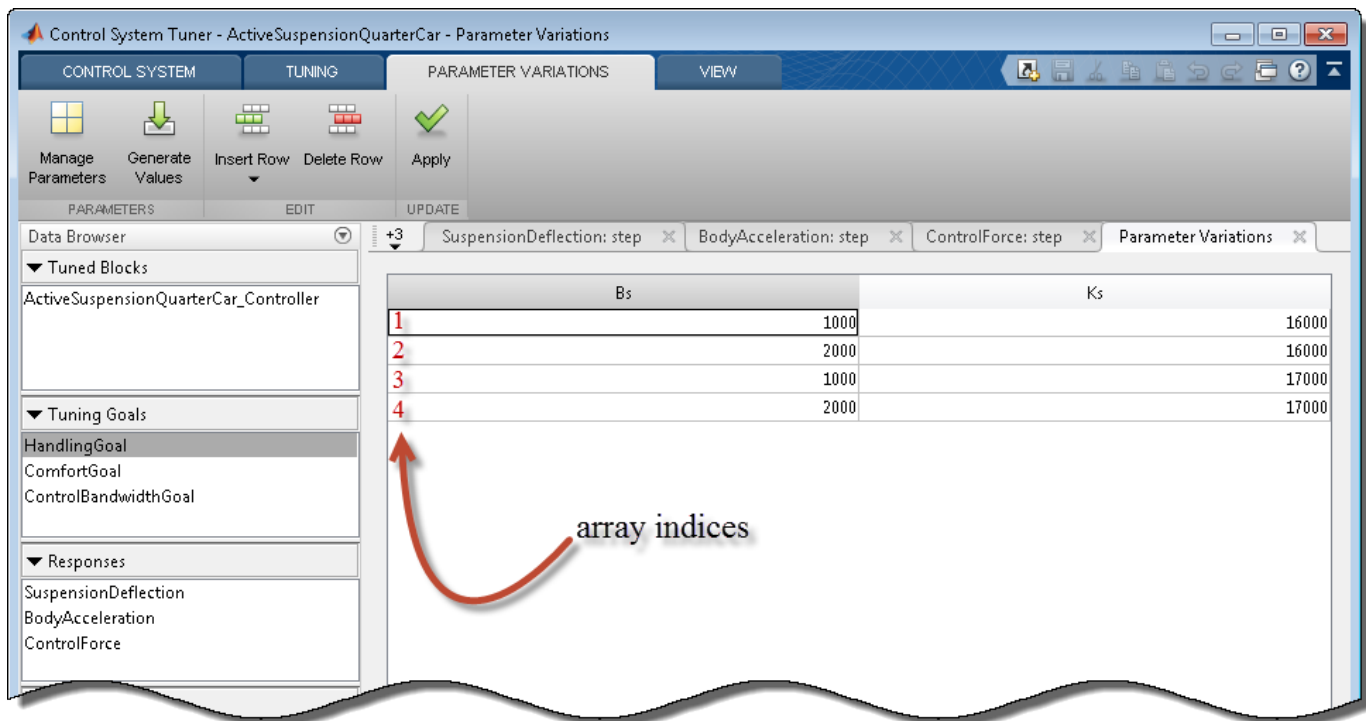 Control System Tuner - ActiveSuspensionQuarterCar - Parameter Variations
CONTROL SYSTEM TUNING PARAMETER VARIATIONS VIEW
Manage Parameters Generate Values Insert Row Delete Row Apply
PARAMETERS EDIT UPDATE
Data Browser
+3 SuspensionDeflection: step BodyAcceleration: step ControlForce: step Parameter Variations
Tuned Blocks
ActiveSuspensionQuarterCar_Controller
Bs Ks
1 1000 16000
2 2000 16000
3 1000 17000
4 2000 17000
Tuning Goals
HandlingGoal
ComfortGoal
ControlBandwidthGoal
array indices
Responses
SuspensionDeflection
BodyAcceleration
ControlForce